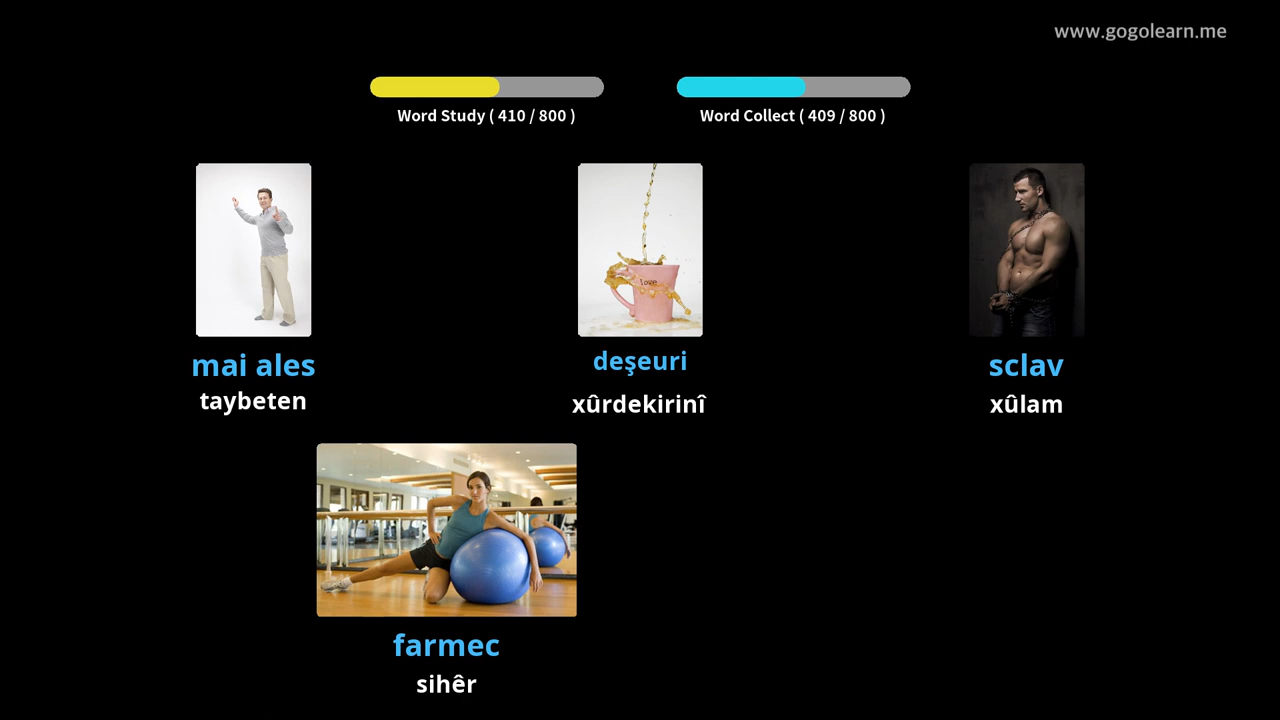 www.gogolearn.me
Word Study ( 410 / 800 )
Word Collect ( 409 / 800 )
love
mai ales
deşeuri
sclav
taybeten
xûrdekirinî
xûlam
farmec
sihêr